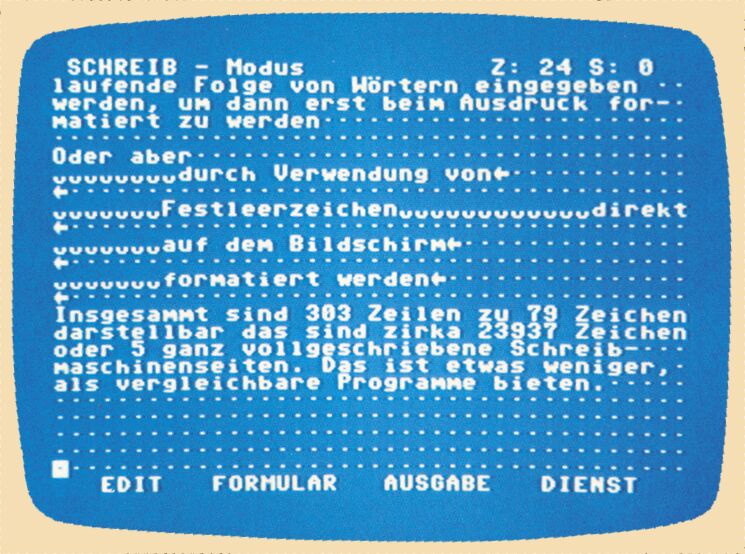 SCHREIB - Modus Z: 24 S: 0
laufende Folge von Wörtern eingegeben
werden, um dann erst beim Ausdruck for-
matiert zu werden
Oder aber
durch Verwendung von←
←
Festleerzeichen direkt
←
auf dem Bildschirm←
←
formatiert werden←
←
Insgesammt sind 303 Zeilen zu 79 Zeichen
darstellbar das sind zirka 23937 Zeichen
oder 5 ganz vollgeschriebene Schreib-
maschinenseiten. Das ist etwas weniger,
als vergleichbare Programme bieten.
EDIT FORMULAR AUSGABE DIENST